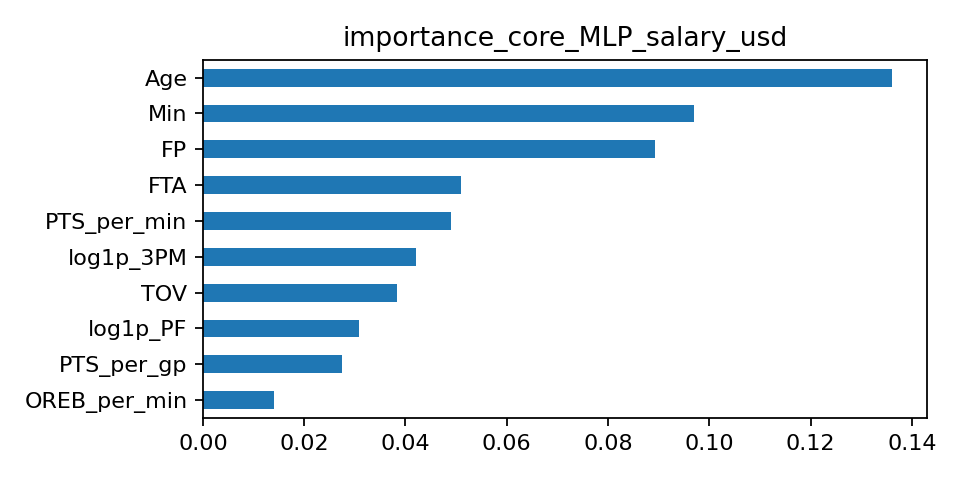 importance_core_MLP_salary_usd
Age
Min
FP
FTA
PTS_per_min
log1p_3PM
TOV
log1p_PF
PTS_per_gp
OREB_per_min
0.00 0.02 0.04 0.06 0.08 0.10 0.12 0.14